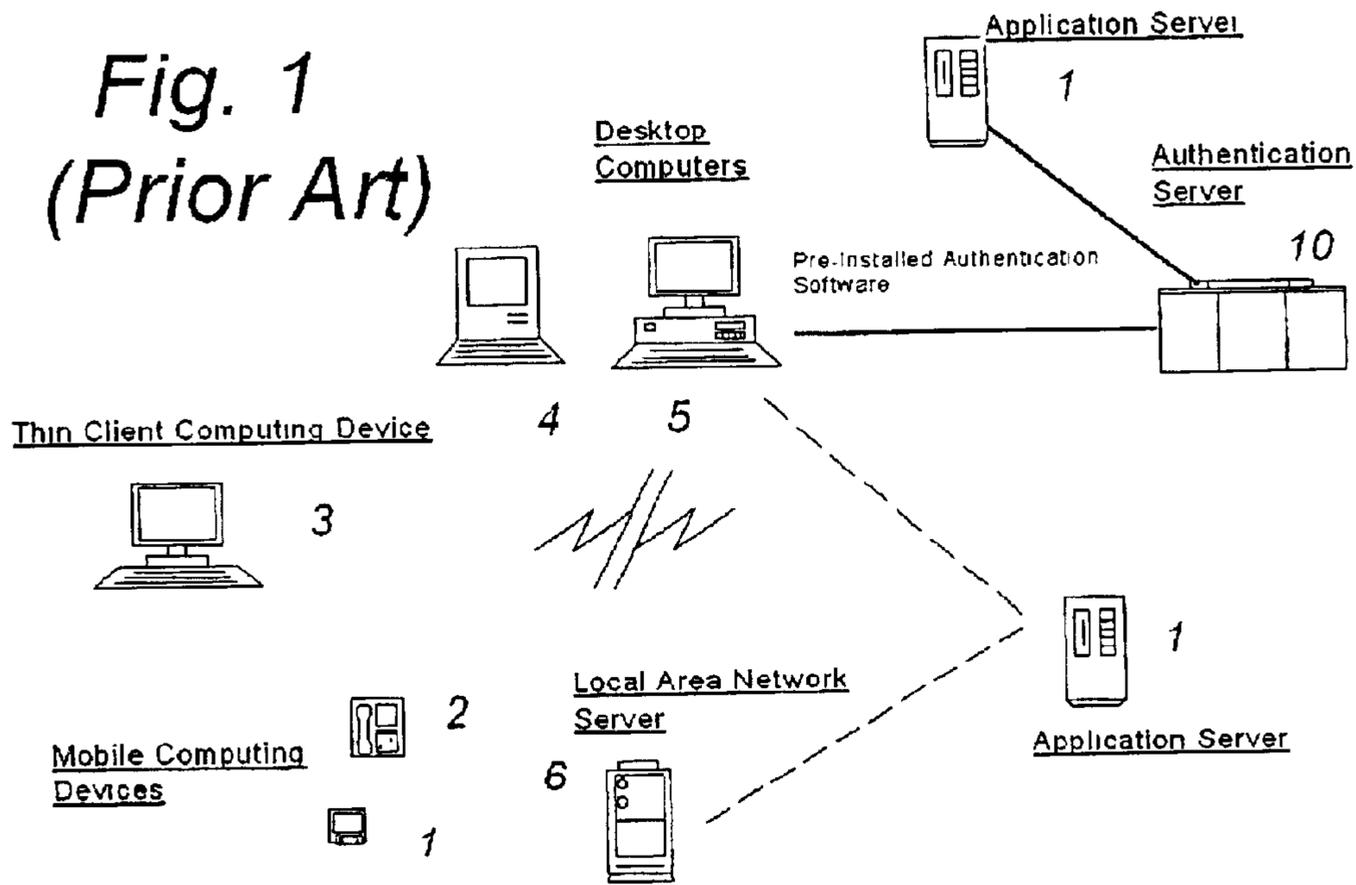 Fig. 1
(Prior Art)
Application Server
1
Desktop
Computers
Authentication
Server
10
Pre-Installed Authentication
Software
4
5
Thin Client Computing Device
3
1
Application Server
Local Area Network
Server
6
2
Mobile Computing
Devices
1